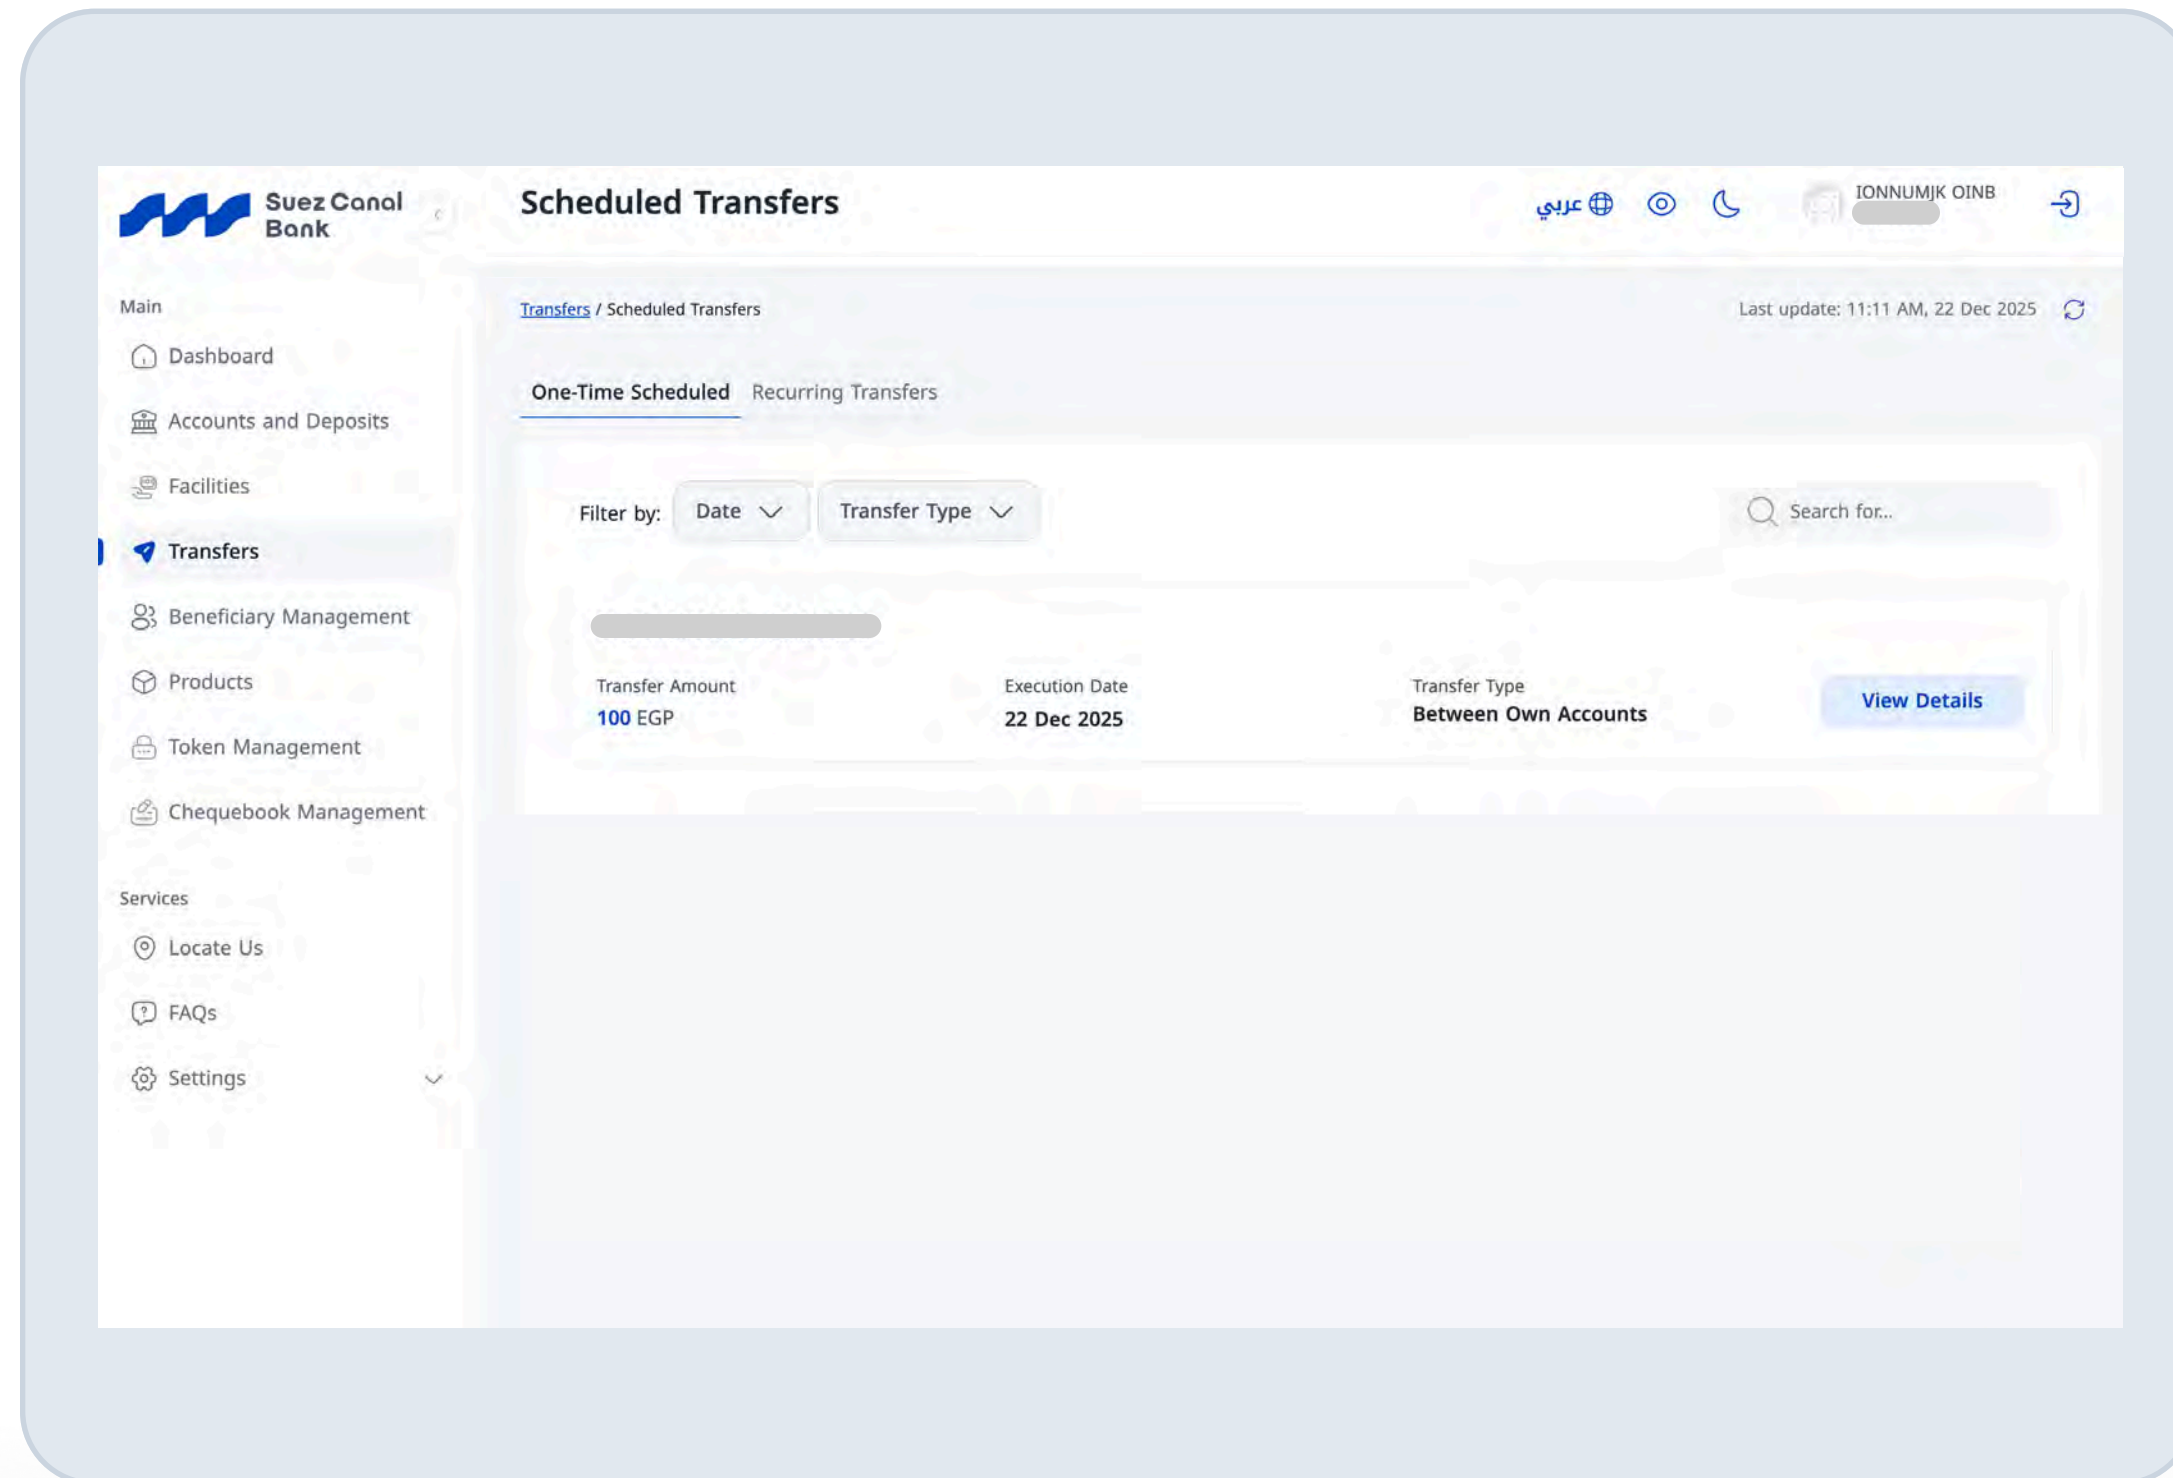 Suez Canal
Bank
Scheduled Transfers
عربي
IONNUMJK OINB
Main
Dashboard
Accounts and Deposits
Facilities
Transfers
Beneficiary Management
Products
Token Management
Chequebook Management
Services
Locate Us
FAQs
Settings
Transfers / Scheduled Transfers
Last update: 11:11 AM, 22 Dec 2025
One-Time Scheduled
Recurring Transfers
Filter by:
Date
Transfer Type
Search for...
Transfer Amount
100 EGP
Execution Date
22 Dec 2025
Transfer Type
Between Own Accounts
View Details